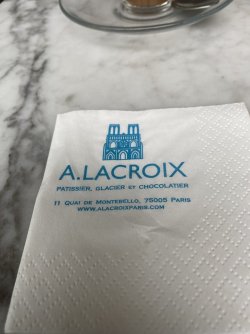 A.LACROIX
PATISSIER, GLACIER ET CHOCOLATIER
11 QUAI DE MONTEBELLO, 75005 PARIS
WWW.ALACROIXPARIS.COM